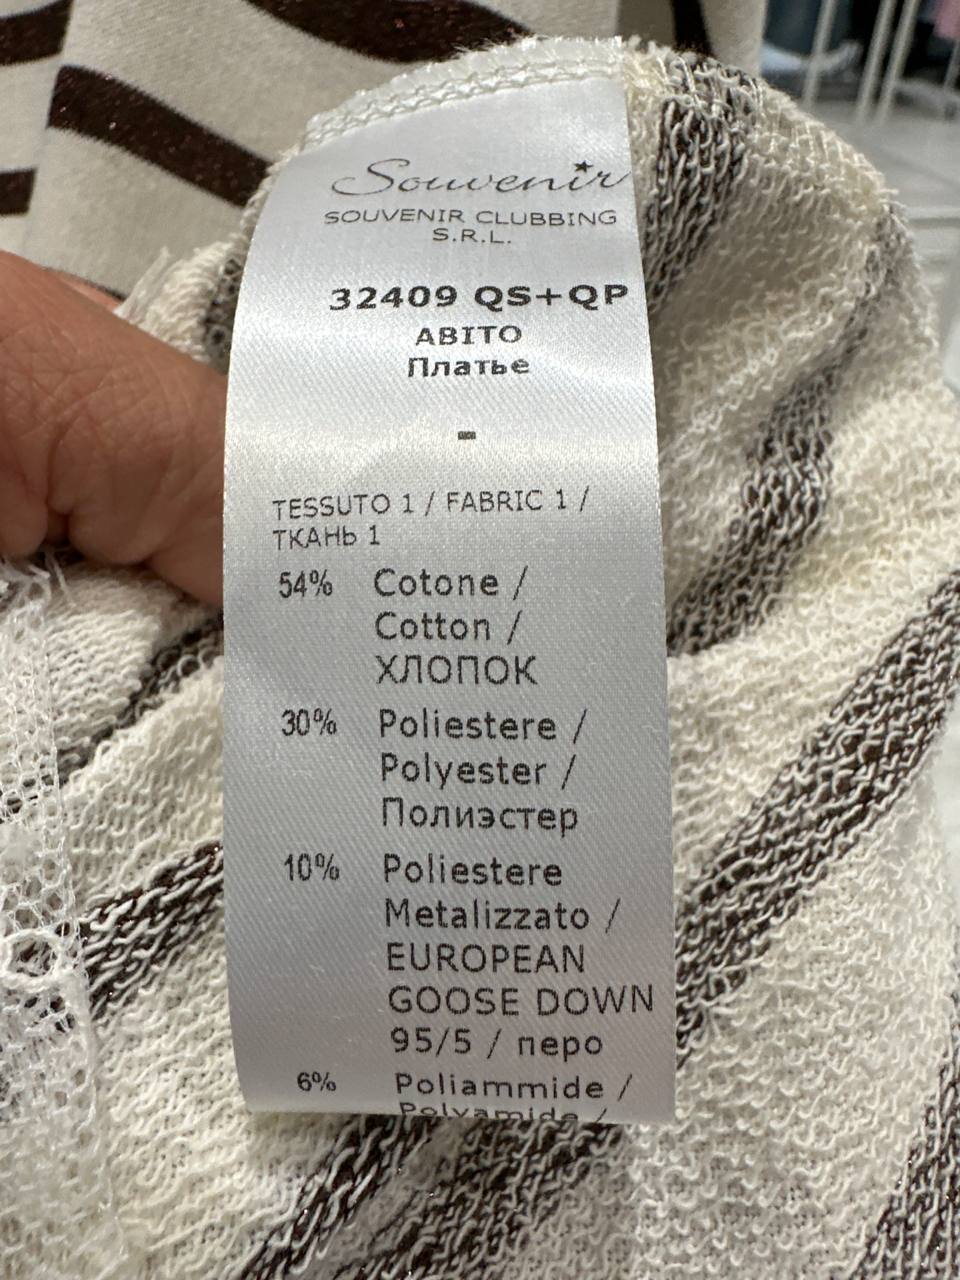 Souvenir
SOUVENIR CLUBBING
S.R.L.
32409 QS+QP
ABITO
Платье
-
TESSUTO 1 / FABRIC 1 /
ТКАНЬ 1
54% Cotone /
Cotton /
ХЛОПОК
30% Poliestere /
Polyester /
Полиэстер
10% Poliestere
Metalizzato /
EUROPEAN
GOOSE DOWN
95/5 / перо
6% Poliammide /
Polyamide /